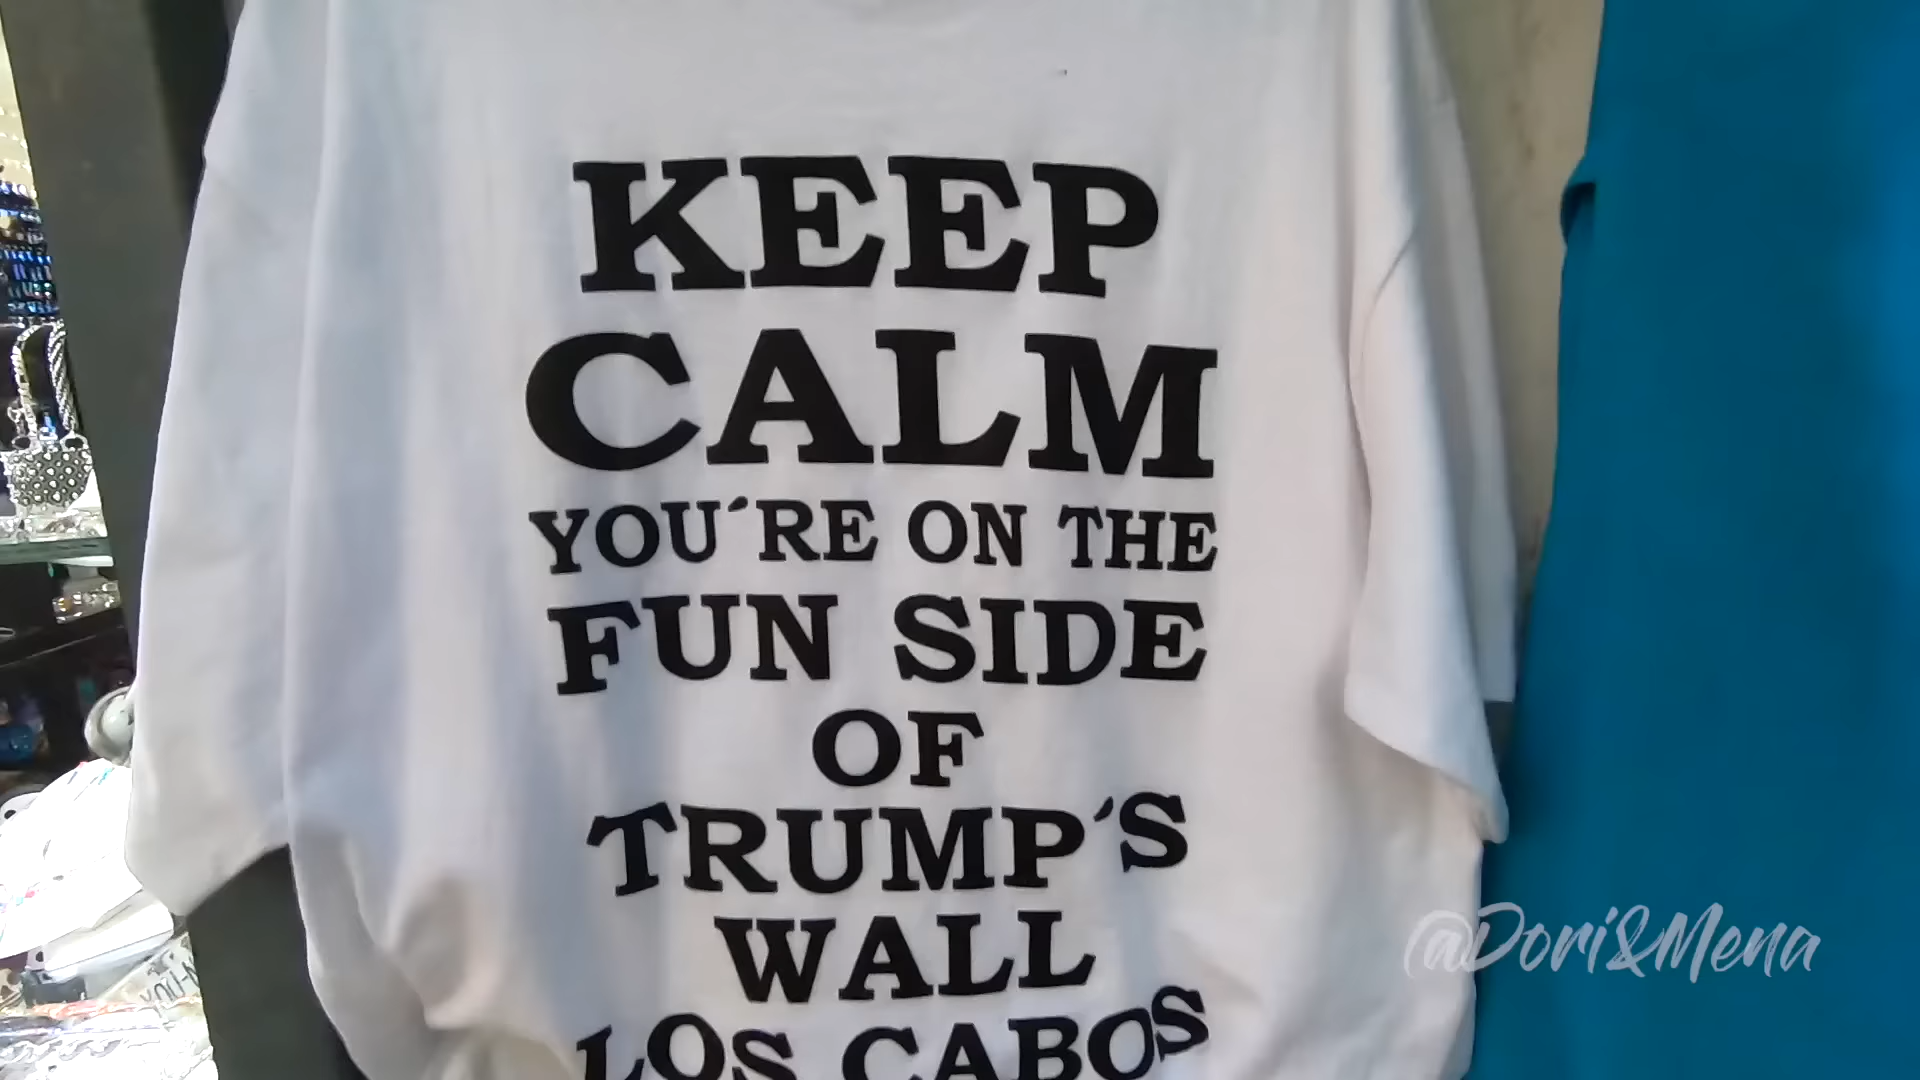 KEEP
CALM
YOU´RE ON THE
FUN SIDE
OF
TRUMP´S
WALL
LOS CABOS
@Dori&Mena